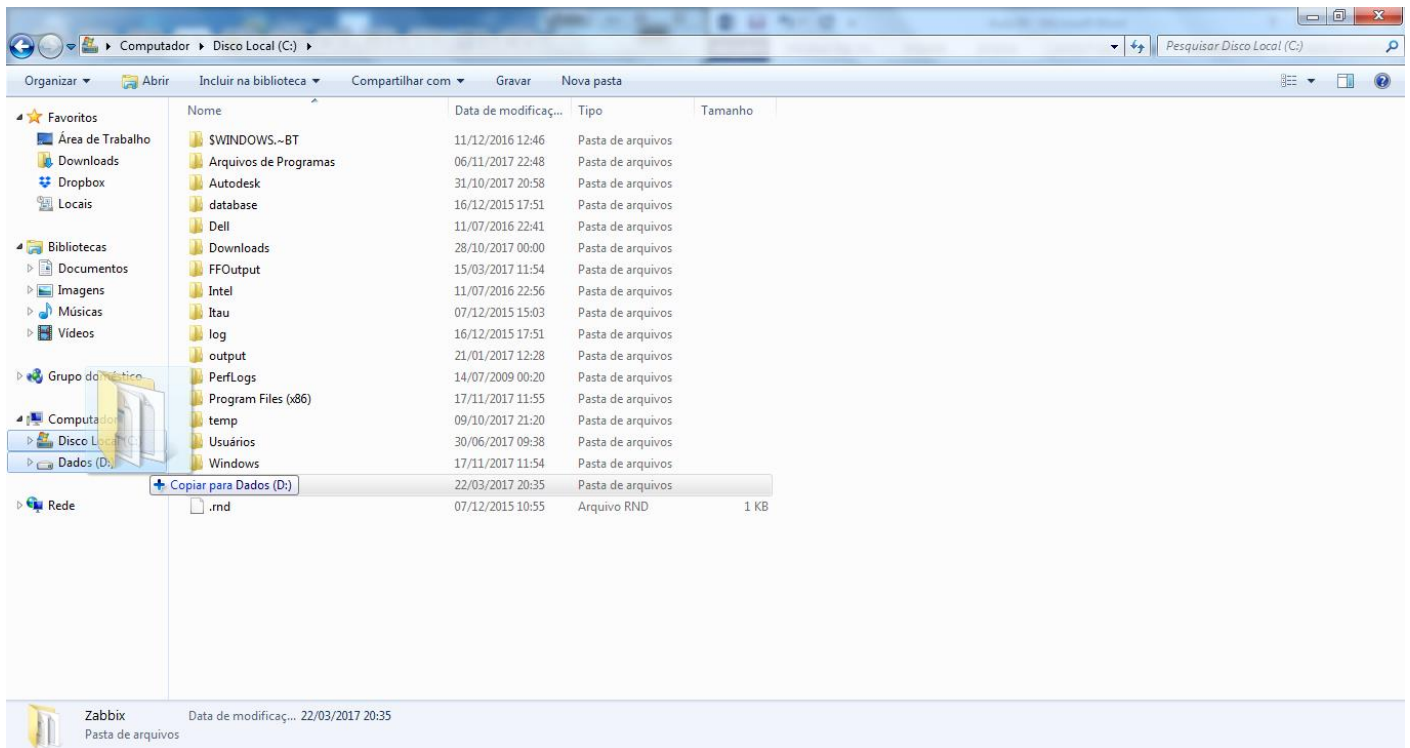 Computador Disco Local (C:)
Pesquisar Disco Local (C:)
Organizar Abrir Incluir na biblioteca Compartilhar com Gravar Nova pasta
Favoritos
Área de Trabalho
Downloads
Dropbox
Locais
Bibliotecas
Documentos
Imagens
Músicas
Vídeos
Grupo doméstico
Computador
Disco Local (C:)
Dados (D:)
Rede
Nome Data de modificaç... Tipo Tamanho
$WINDOWS.~BT 11/12/2016 12:46 Pasta de arquivos
Arquivos de Programas 06/11/2017 22:48 Pasta de arquivos
Autodesk 31/10/2017 20:58 Pasta de arquivos
database 16/12/2015 17:51 Pasta de arquivos
Dell 11/07/2016 22:41 Pasta de arquivos
Downloads 28/10/2017 00:00 Pasta de arquivos
FFOutput 15/03/2017 11:54 Pasta de arquivos
Intel 11/07/2016 22:56 Pasta de arquivos
Itau 07/12/2015 15:03 Pasta de arquivos
log 16/12/2015 17:51 Pasta de arquivos
output 21/01/2017 12:28 Pasta de arquivos
PerfLogs 14/07/2009 00:20 Pasta de arquivos
Program Files (x86) 17/11/2017 11:55 Pasta de arquivos
temp 09/10/2017 21:20 Pasta de arquivos
Usuários 30/06/2017 09:38 Pasta de arquivos
Windows 17/11/2017 11:54 Pasta de arquivos
Copiar para Dados (D:) 22/03/2017 20:35 Pasta de arquivos
.rnd 07/12/2015 10:55 Arquivo RND 1 KB
Zabbix Data de modificaç... 22/03/2017 20:35
Pasta de arquivos